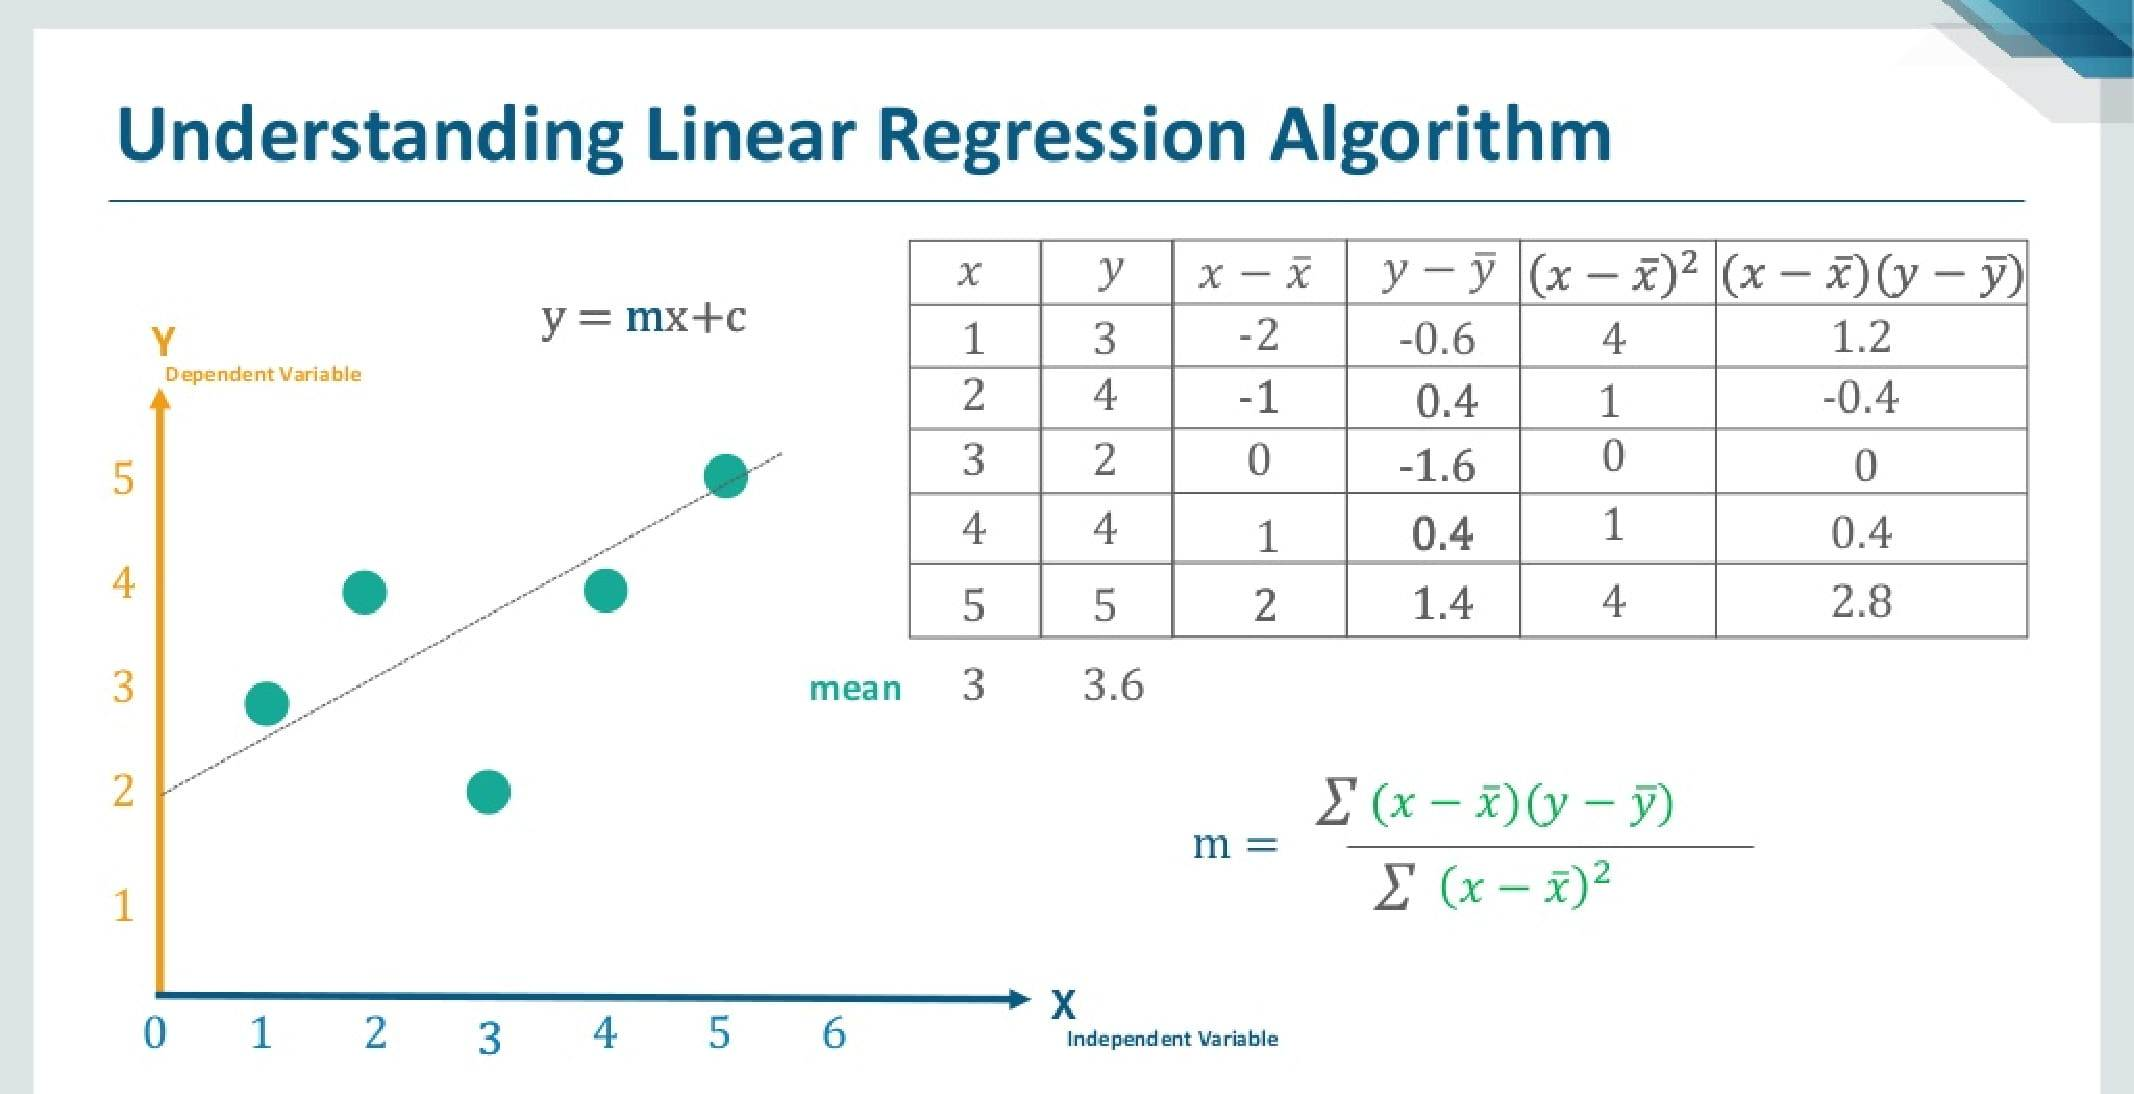 Understanding Linear Regression Algorithm
y = mx+c
Y
Dependent Variable
5
4
3
2
1
0 1 2 3 4 5 6
X
Independent Variable
x y x − x̄ y − ȳ (x − x̄)² (x − x̄)(y − ȳ)
1 3 -2 -0.6 4 1.2
2 4 -1 0.4 1 -0.4
3 2 0 -1.6 0 0
4 4 1 0.4 1 0.4
5 5 2 1.4 4 2.8
mean 3 3.6
Σ (x − x̄)(y − ȳ)
m =
Σ (x − x̄)²